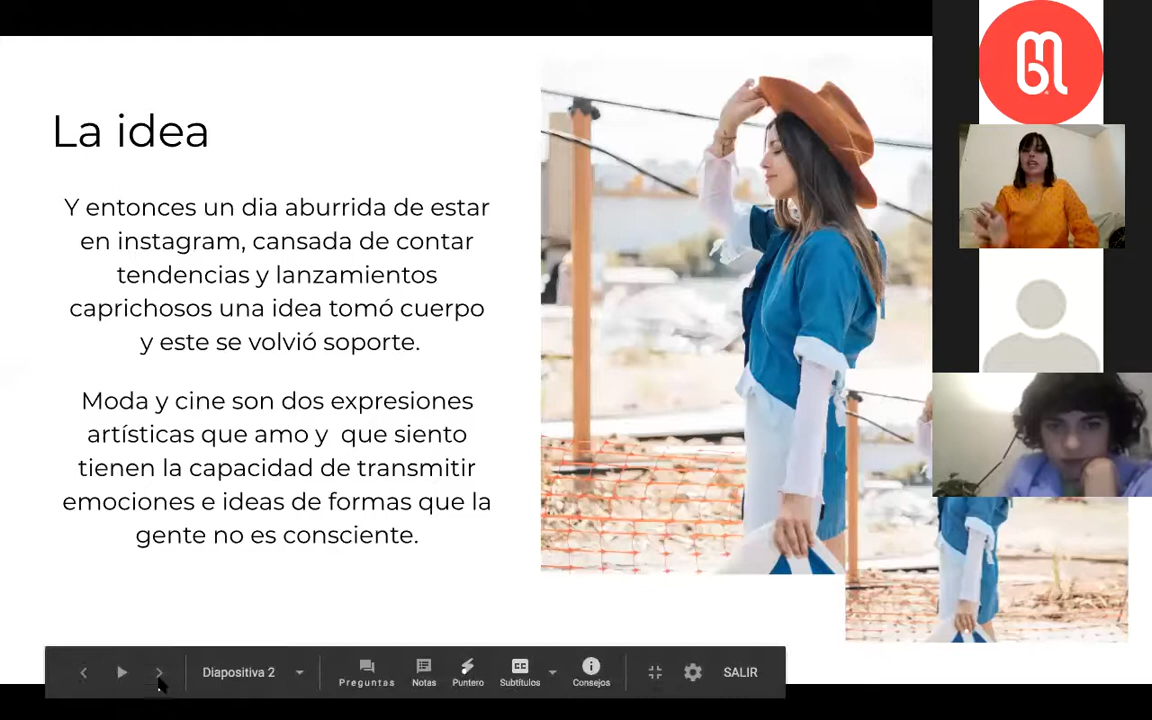 La idea
Y entonces un dia aburrida de estar
en instagram, cansada de contar
tendencias y lanzamientos
caprichosos una idea tomó cuerpo
y este se volvió soporte.
Moda y cine son dos expresiones
artísticas que amo y que siento
tienen la capacidad de transmitir
emociones e ideas de formas que la
gente no es consciente.
Diapositiva 2
Preguntas
Notas
Puntero
CC
Subtítulos
Consejos
SALIR